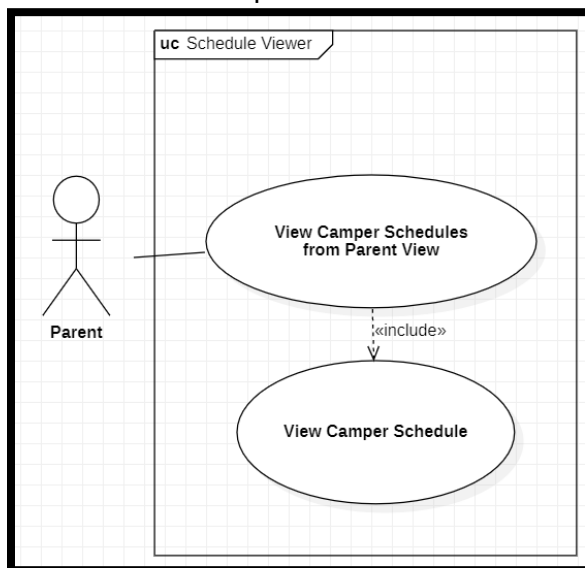 uc Schedule Viewer
View Camper Schedules
from Parent View
Parent
«include»
View Camper Schedule